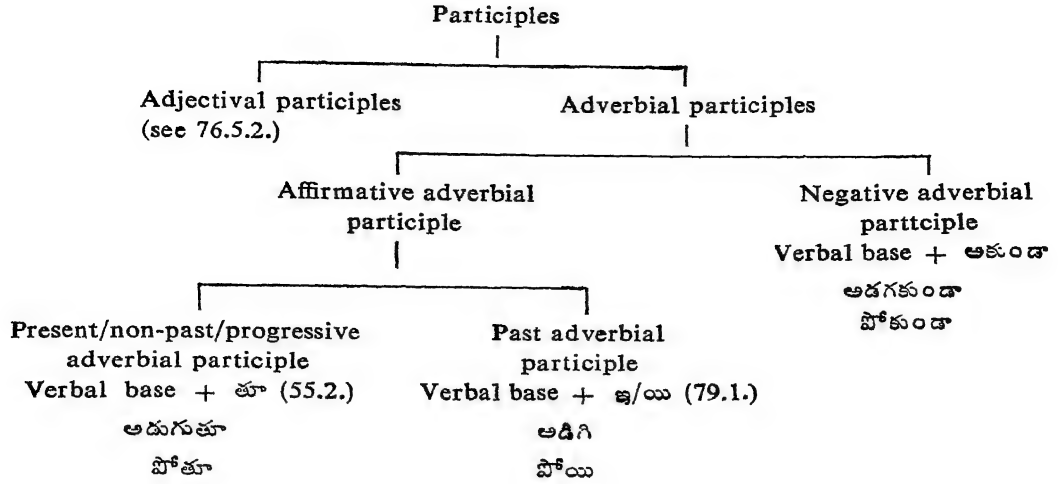 Participles
Adjectival participles
(see 76.5.2.)
Adverbial participles
Affirmative adverbial
participle
Negative adverbial
parttciple
Verbal base + అకుండా
అడగకుండా
పోకుండా
Present/non-past/progressive
adverbial participle
Verbal base + తూ (55.2.)
అడుగుతూ
పోతూ
Past adverbial
participle
Verbal base + ఇ/యి (79.1.)
అడిగి
పోయి